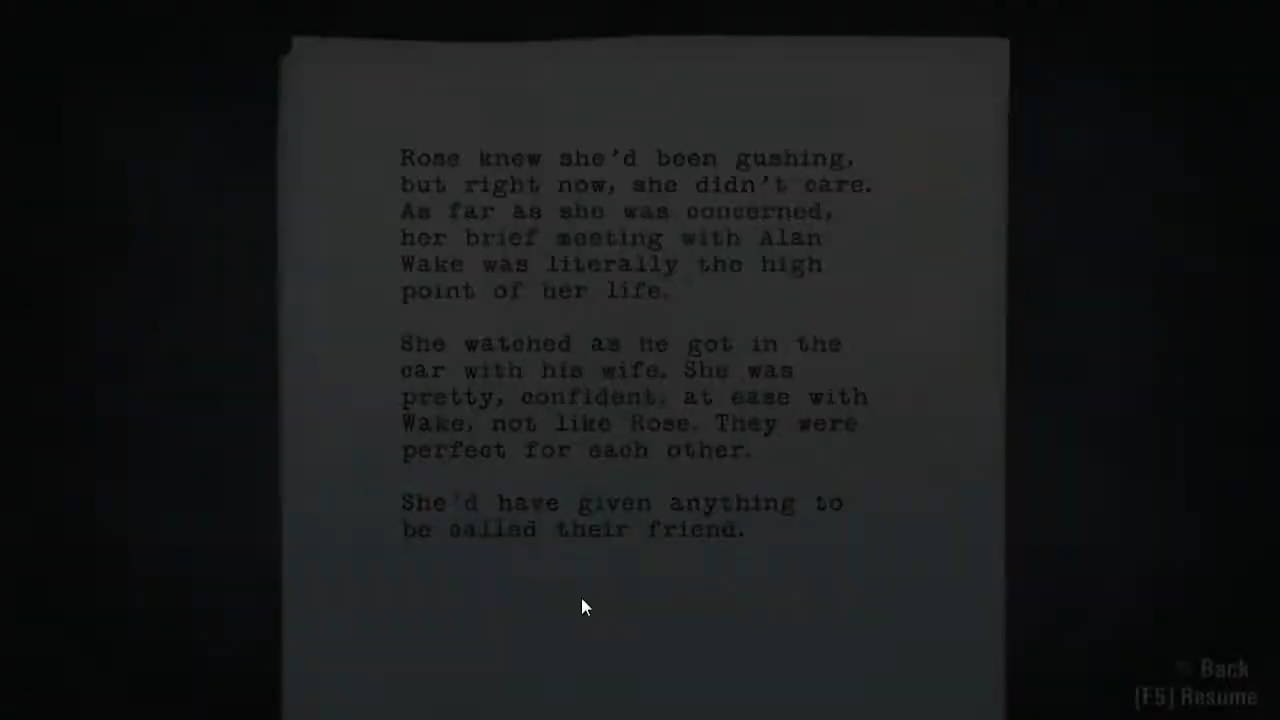 Rose knew she'd been gushing,
but right now, she didn't care.
As far as she was concerned,
her brief meeting with Alan
Wake was literally the high
point of her life.
She watched as he got in the
car with his wife. She was
pretty, confident, at ease with
Wake, not like Rose. They were
perfect for each other.
She'd have given anything to
be called their friend.
Back
[F5] Resume